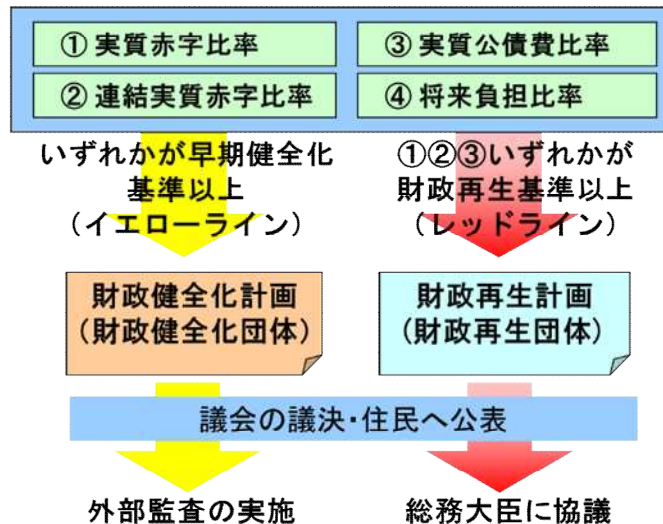 ① 実質赤字比率
③ 実質公債費比率
② 連結実質赤字比率
④ 将来負担比率
いずれかが早期健全化
基準以上
（イエローライン）
①②③いずれかが
財政再生基準以上
（レッドライン）
財政健全化計画
（財政健全化団体）
財政再生計画
（財政再生団体）
議会の議決・住民へ公表
外部監査の実施
総務大臣に協議